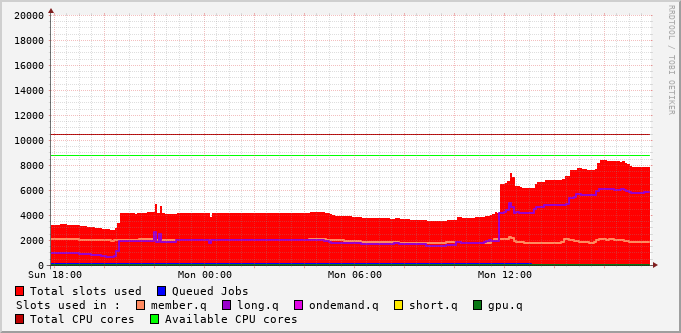 20000
18000
16000
14000
12000
10000
8000
6000
4000
2000
0
Sun 18:00 Mon 00:00 Mon 06:00 Mon 12:00
Total slots used Queued Jobs
Slots used in : member.q long.q ondemand.q short.q gpu.q
Total CPU cores Available CPU cores
RRDTOOL / TOBI OETIKER